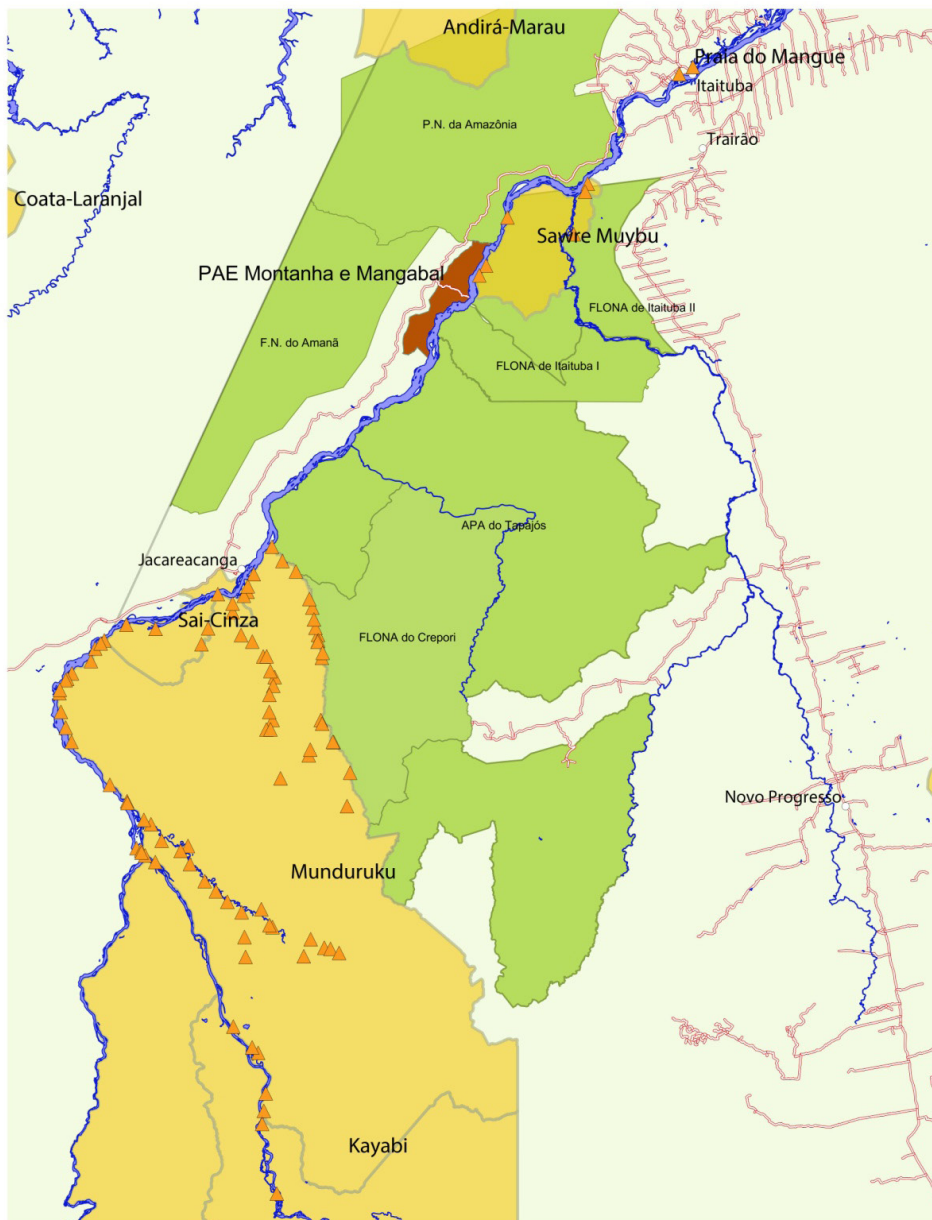 Andirá-Marau
Praia do Mangue
Itaituba
P.N. da Amazônia
Trairão
Coata-Laranjal
Sawre Muybu
PAE Montanha e Mangabal
FLONA de Itaituba II
F.N. do Amanã
FLONA de Itaituba I
APA do Tapajós
Jacareacanga
Sai-Cinza
FLONA do Crepori
Novo Progresso
Munduruku
Kayabi